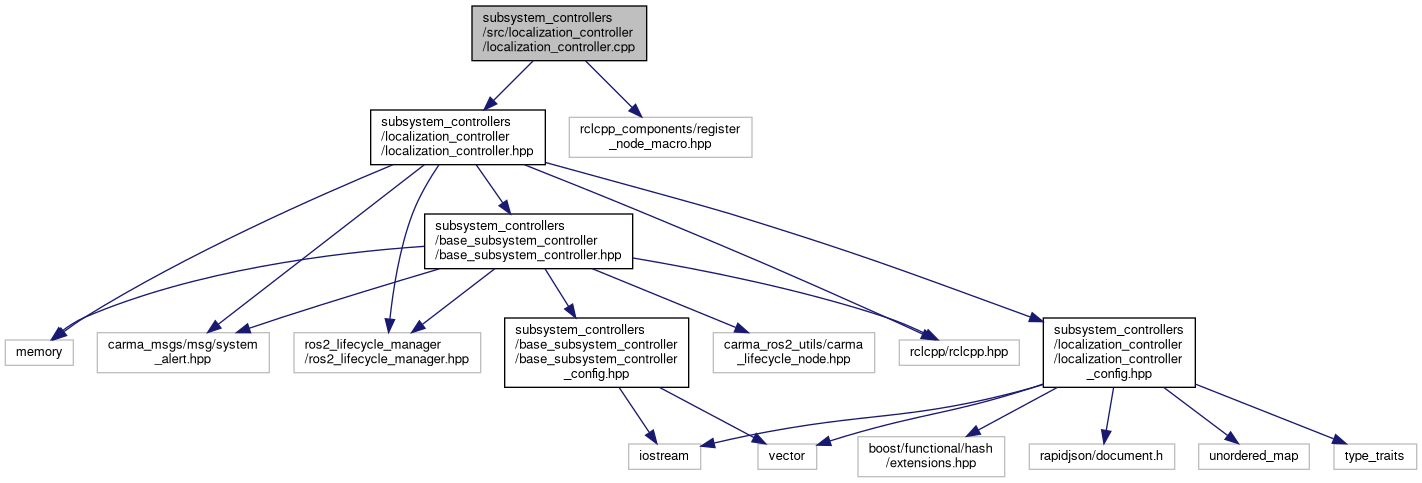 subsystem_controllers
/src/localization_controller
/localization_controller.cpp
subsystem_controllers
/localization_controller
/localization_controller.hpp
rclcpp_components/register
_node_macro.hpp
subsystem_controllers
/base_subsystem_controller
/base_subsystem_controller.hpp
memory
carma_msgs/msg/system
_alert.hpp
ros2_lifecycle_manager
/ros2_lifecycle_manager.hpp
subsystem_controllers
/base_subsystem_controller
/base_subsystem_controller
_config.hpp
carma_ros2_utils/carma
_lifecycle_node.hpp
rclcpp/rclcpp.hpp
subsystem_controllers
/localization_controller
/localization_controller
_config.hpp
iostream
vector
boost/functional/hash
/extensions.hpp
rapidjson/document.h
unordered_map
type_traits